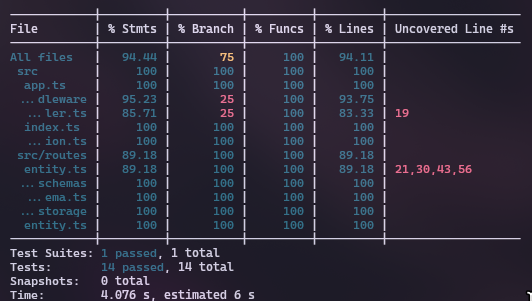 File | % Stmts | % Branch | % Funcs | % Lines | Uncovered Line #s
All files | 94.44 | 75 | 100 | 94.11 |
src | 100 | 100 | 100 | 100 |
app.ts | 100 | 100 | 100 | 100 |
...dleware | 95.23 | 25 | 100 | 93.75 |
...ler.ts | 85.71 | 25 | 100 | 83.33 | 19
index.ts | 100 | 100 | 100 | 100 |
...ion.ts | 100 | 100 | 100 | 100 |
src/routes | 89.18 | 100 | 100 | 89.18 |
entity.ts | 89.18 | 100 | 100 | 89.18 | 21,30,43,56
...schemas | 100 | 100 | 100 | 100 |
...ema.ts | 100 | 100 | 100 | 100 |
...storage | 100 | 100 | 100 | 100 |
entity.ts | 100 | 100 | 100 | 100 |
Test Suites: 1 passed, 1 total
Tests: 14 passed, 14 total
Snapshots: 0 total
Time: 4.076 s, estimated 6 s